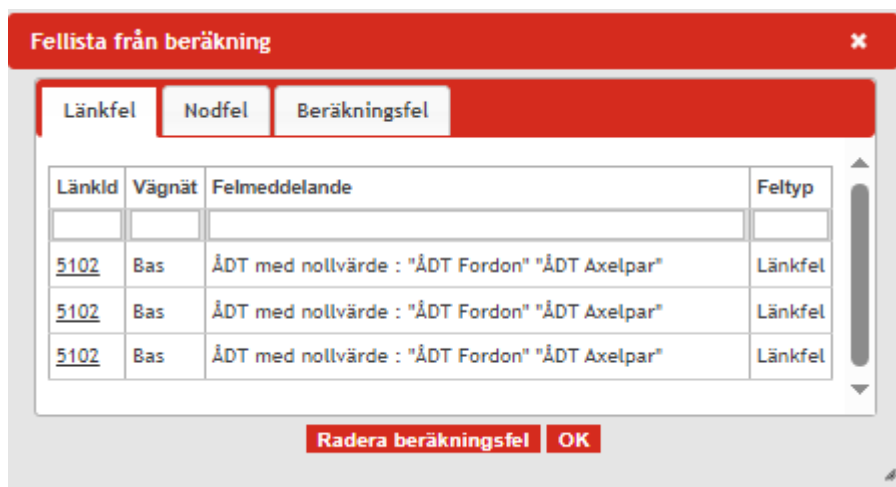 Fellista från beräkning
Länkfel Nodfel Beräkningsfel
LänkId Vägnät Felmeddelande Feltyp
5102 Bas ÅDT med nollvärde : "ÅDT Fordon" "ÅDT Axelpar" Länkfel
5102 Bas ÅDT med nollvärde : "ÅDT Fordon" "ÅDT Axelpar" Länkfel
5102 Bas ÅDT med nollvärde : "ÅDT Fordon" "ÅDT Axelpar" Länkfel
Radera beräkningsfel OK